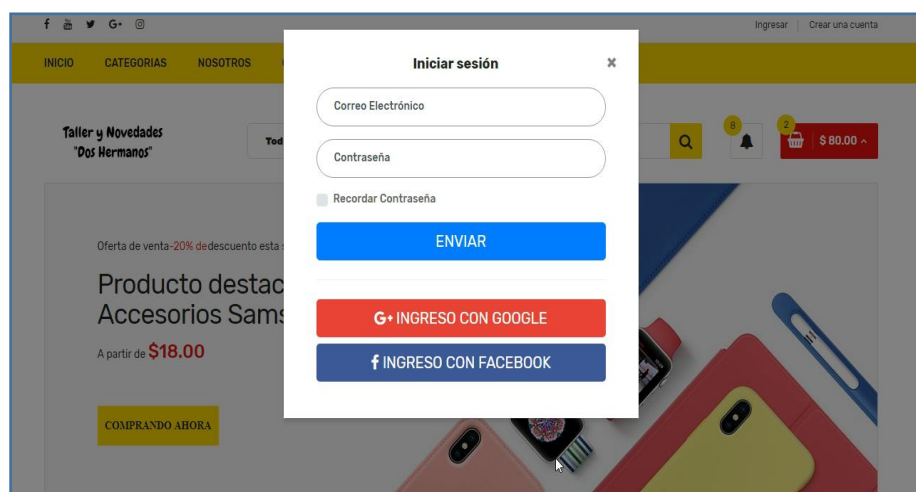 Ingresar
Crear una cuenta
INICIO CATEGORIAS NOSOTROS
Iniciar sesión ×
Correo Electrónico
Taller y Novedades
"Dos Hermanos"
Tod
8
2
$ 80.00
Contraseña
Recordar Contraseña
ENVIAR
Oferta de venta-20% dedescuento esta
Producto destac
Accesorios Sams
A partir de $18.00
G+ INGRESO CON GOOGLE
f INGRESO CON FACEBOOK
COMPRANDO AHORA